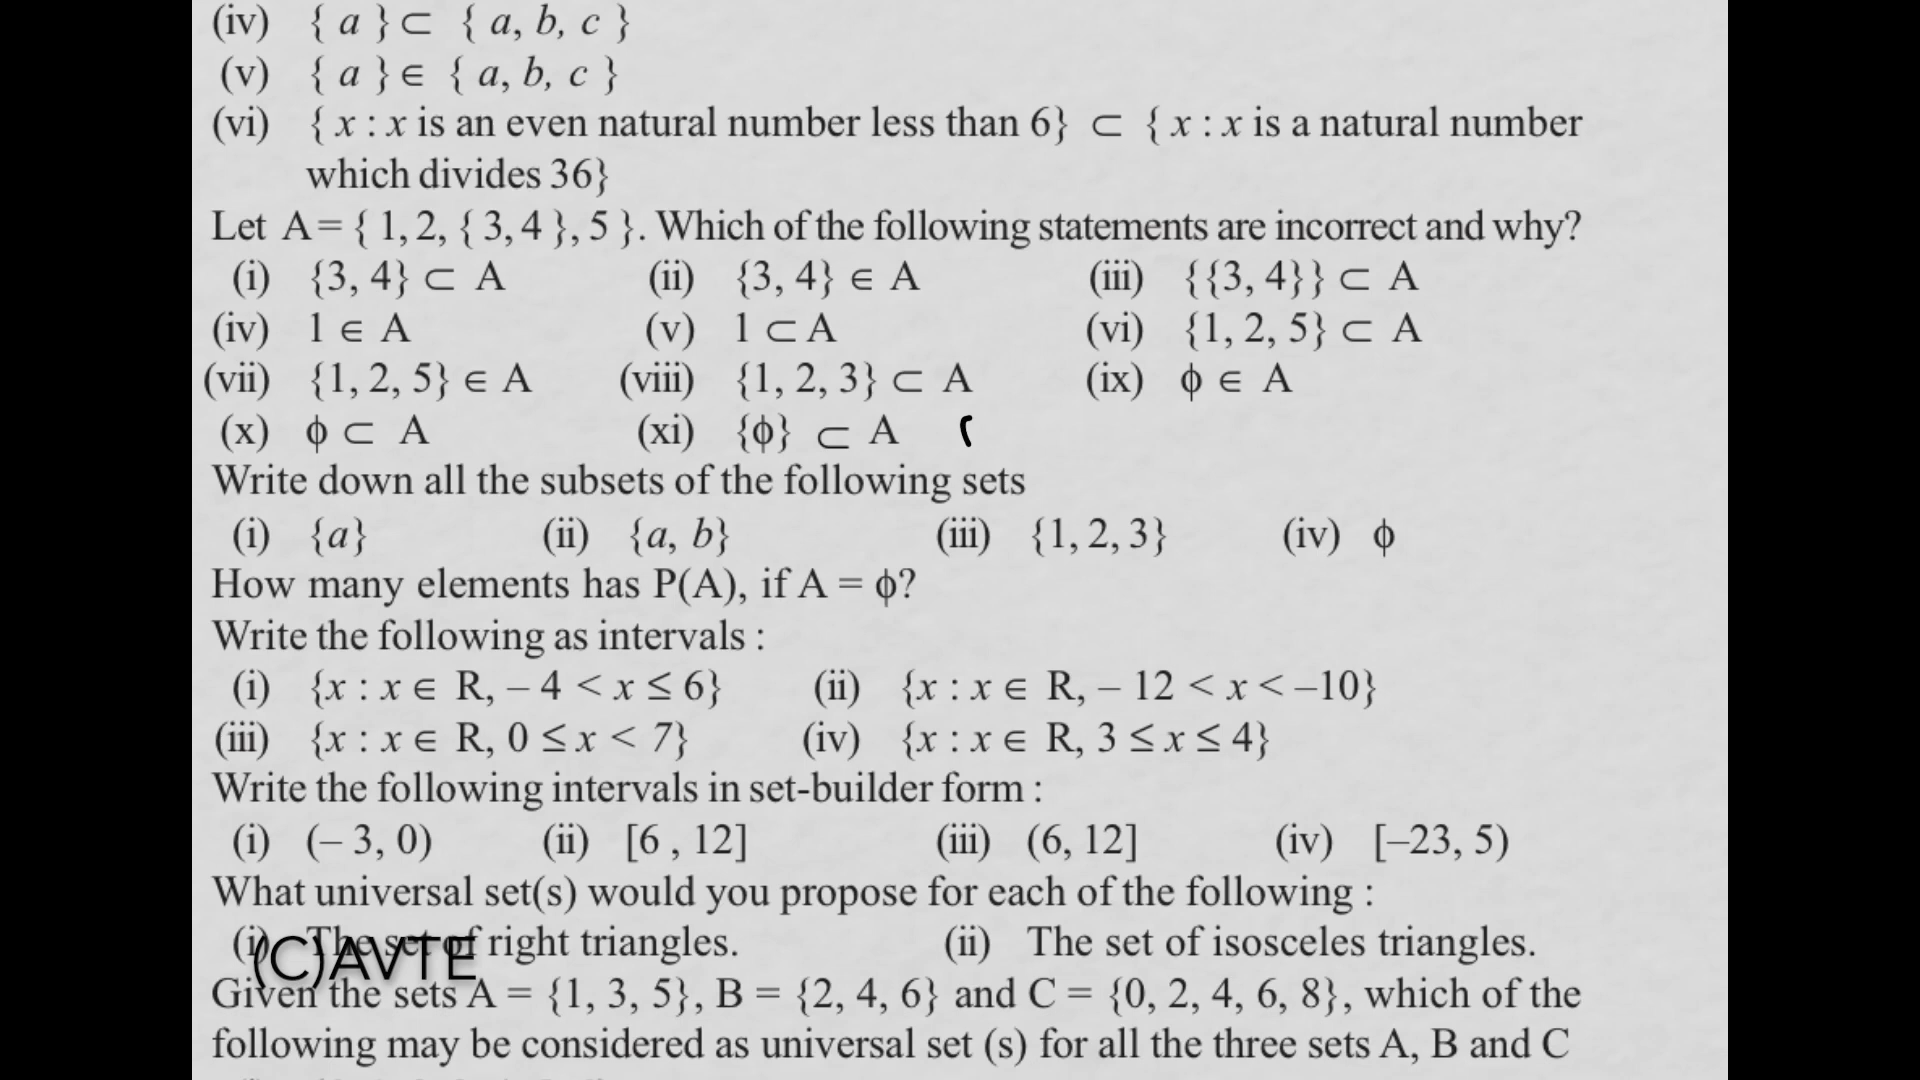 (iv) { a } ⊂ { a, b, c }
(v) { a } ∈ { a, b, c }
(vi) { x : x is an even natural number less than 6} ⊂ { x : x is a natural number
which divides 36}
Let A = { 1, 2, { 3, 4 }, 5 }. Which of the following statements are incorrect and why?
(i) {3, 4} ⊂ A (ii) {3, 4} ∈ A (iii) {{3, 4}} ⊂ A
(iv) 1 ∈ A (v) 1 ⊂ A (vi) {1, 2, 5} ⊂ A
(vii) {1, 2, 5} ∈ A (viii) {1, 2, 3} ⊂ A (ix) ϕ ∈ A
(x) ϕ ⊂ A (xi) {ϕ} ⊂ A
Write down all the subsets of the following sets
(i) {a} (ii) {a, b} (iii) {1, 2, 3} (iv) ϕ
How many elements has P(A), if A = ϕ?
Write the following as intervals :
(i) {x : x ∈ R, – 4 < x ≤ 6} (ii) {x : x ∈ R, – 12 < x < –10}
(iii) {x : x ∈ R, 0 ≤ x < 7} (iv) {x : x ∈ R, 3 ≤ x ≤ 4}
Write the following intervals in set-builder form :
(i) (– 3, 0) (ii) [6 , 12] (iii) (6, 12] (iv) [–23, 5)
What universal set(s) would you propose for each of the following :
(i) The set of right triangles. (ii) The set of isosceles triangles.
(C)AVTE
Given the sets A = {1, 3, 5}, B = {2, 4, 6} and C = {0, 2, 4, 6, 8}, which of the
following may be considered as universal set (s) for all the three sets A, B and C